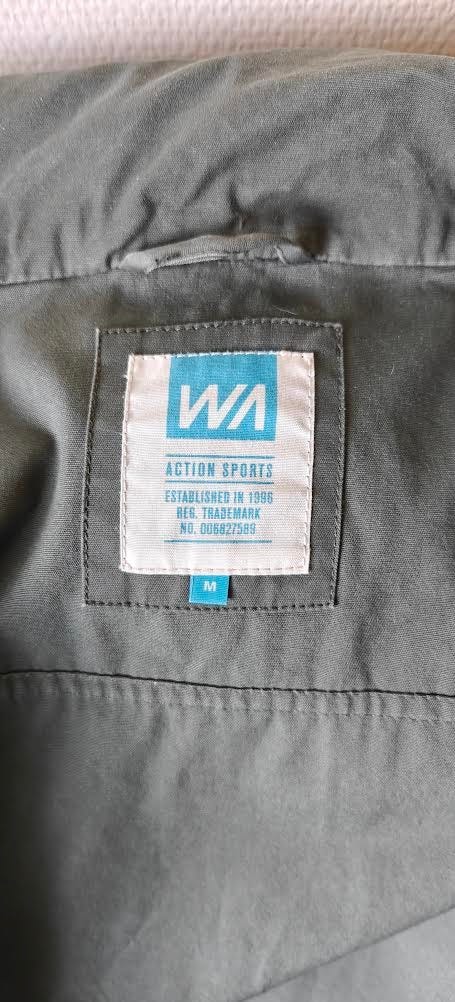 WA
ACTION SPORTS
ESTABLISHED IN 1996
REG. TRADEMARK
NO. 006827589
M